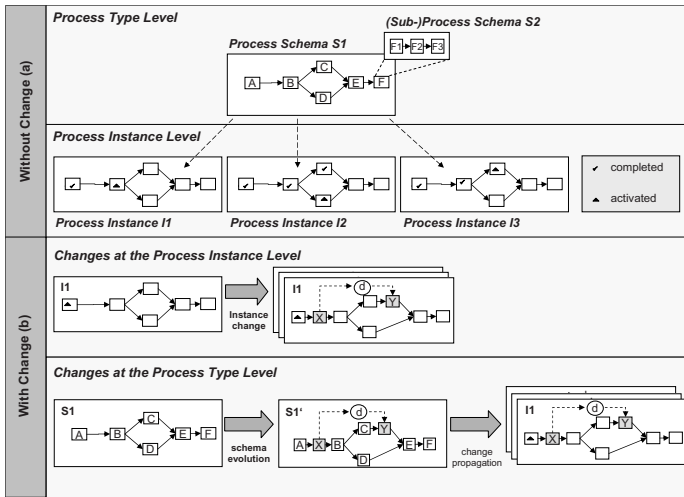 Without Change (a)
Process Type Level
(Sub-)Process Schema S2
Process Schema S1
F1 F2 F3
A B C D E F
Process Instance Level
Process Instance I1
Process Instance I2
Process Instance I3
completed
activated
With Change (b)
Changes at the Process Instance Level
I1
Instance
change
I1
d
X Y
Changes at the Process Type Level
S1
A B C D E F
schema
evolution
S1'
d
A X B C Y D E F
change
propagation
I1
d
X Y